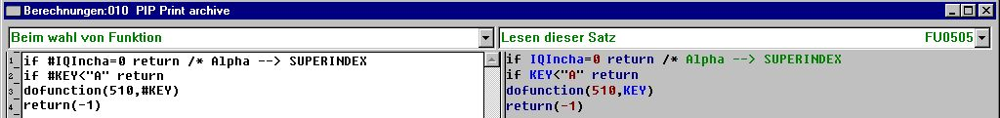 Berechnungen:010 PIP Print archive
Beim wahl von Funktion
Lesen dieser Satz FU0505
1 if #IQIncha=0 return /* Alpha --> SUPERINDEX
2 if #KEY<"A" return
3 dofunction(510,#KEY)
4 return(-1)
if IQIncha=0 return /* Alpha --> SUPERINDEX
if KEY<"A" return
dofunction(510,KEY)
return(-1)